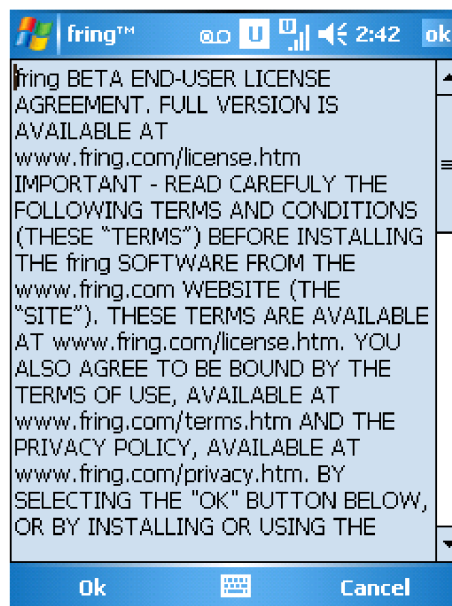 fring™ U U 2:42 ok
fring BETA END-USER LICENSE
AGREEMENT. FULL VERSION IS
AVAILABLE AT
www.fring.com/license.htm
IMPORTANT - READ CAREFULY THE
FOLLOWING TERMS AND CONDITIONS
(THESE "TERMS") BEFORE INSTALLING
THE fring SOFTWARE FROM THE
www.fring.com WEBSITE (THE
"SITE"). THESE TERMS ARE AVAILABLE
AT www.fring.com/license.htm. YOU
ALSO AGREE TO BE BOUND BY THE
TERMS OF USE, AVAILABLE AT
www.fring.com/terms.htm AND THE
PRIVACY POLICY, AVAILABLE AT
www.fring.com/privacy.htm. BY
SELECTING THE "OK" BUTTON BELOW,
OR BY INSTALLING OR USING THE
Ok Cancel